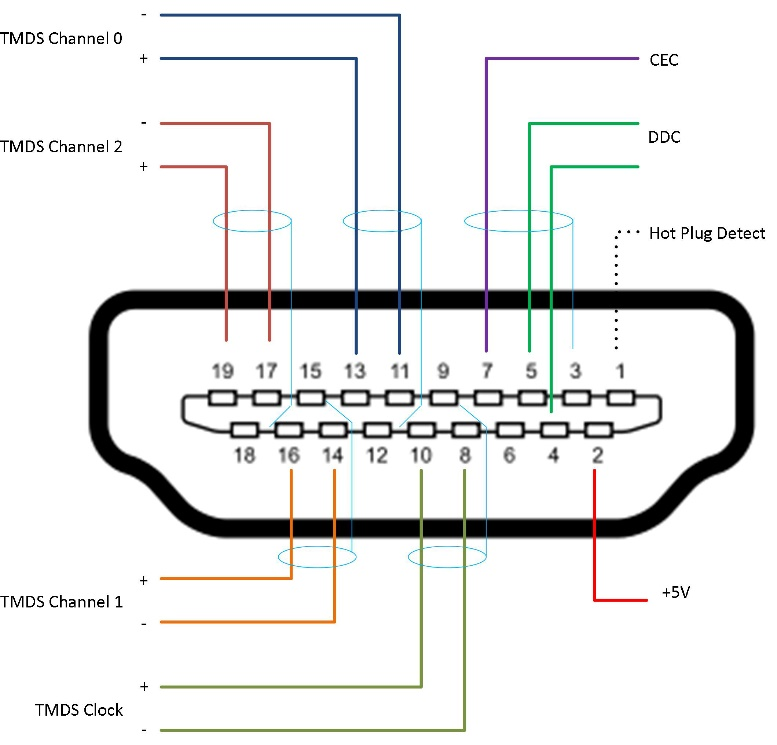 -
TMDS Channel 0
+
CEC
-
DDC
TMDS Channel 2
+
Hot Plug Detect
19 17 15 13 11 9 7 5 3 1
18 16 14 12 10 8 6 4 2
+
+5V
TMDS Channel 1
-
+
TMDS Clock
-